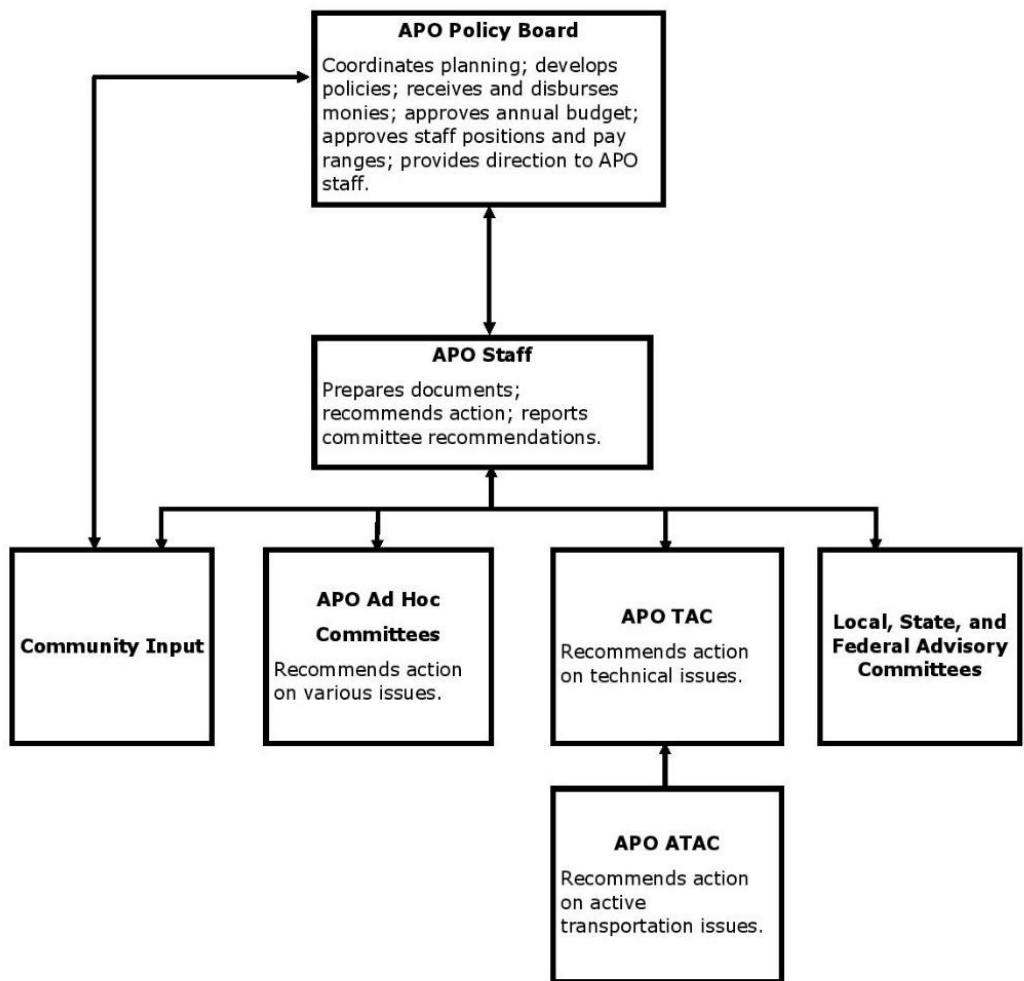 APO Policy Board
Coordinates planning; develops
policies; receives and disburses
monies; approves annual budget;
approves staff positions and pay
ranges; provides direction to APO
staff.
APO Staff
Prepares documents;
recommends action; reports
committee recommendations.
Community Input
APO Ad Hoc
Committees
Recommends action
on various issues.
APO TAC
Recommends action
on technical issues.
Local, State, and
Federal Advisory
Committees
APO ATAC
Recommends action
on active
transportation issues.